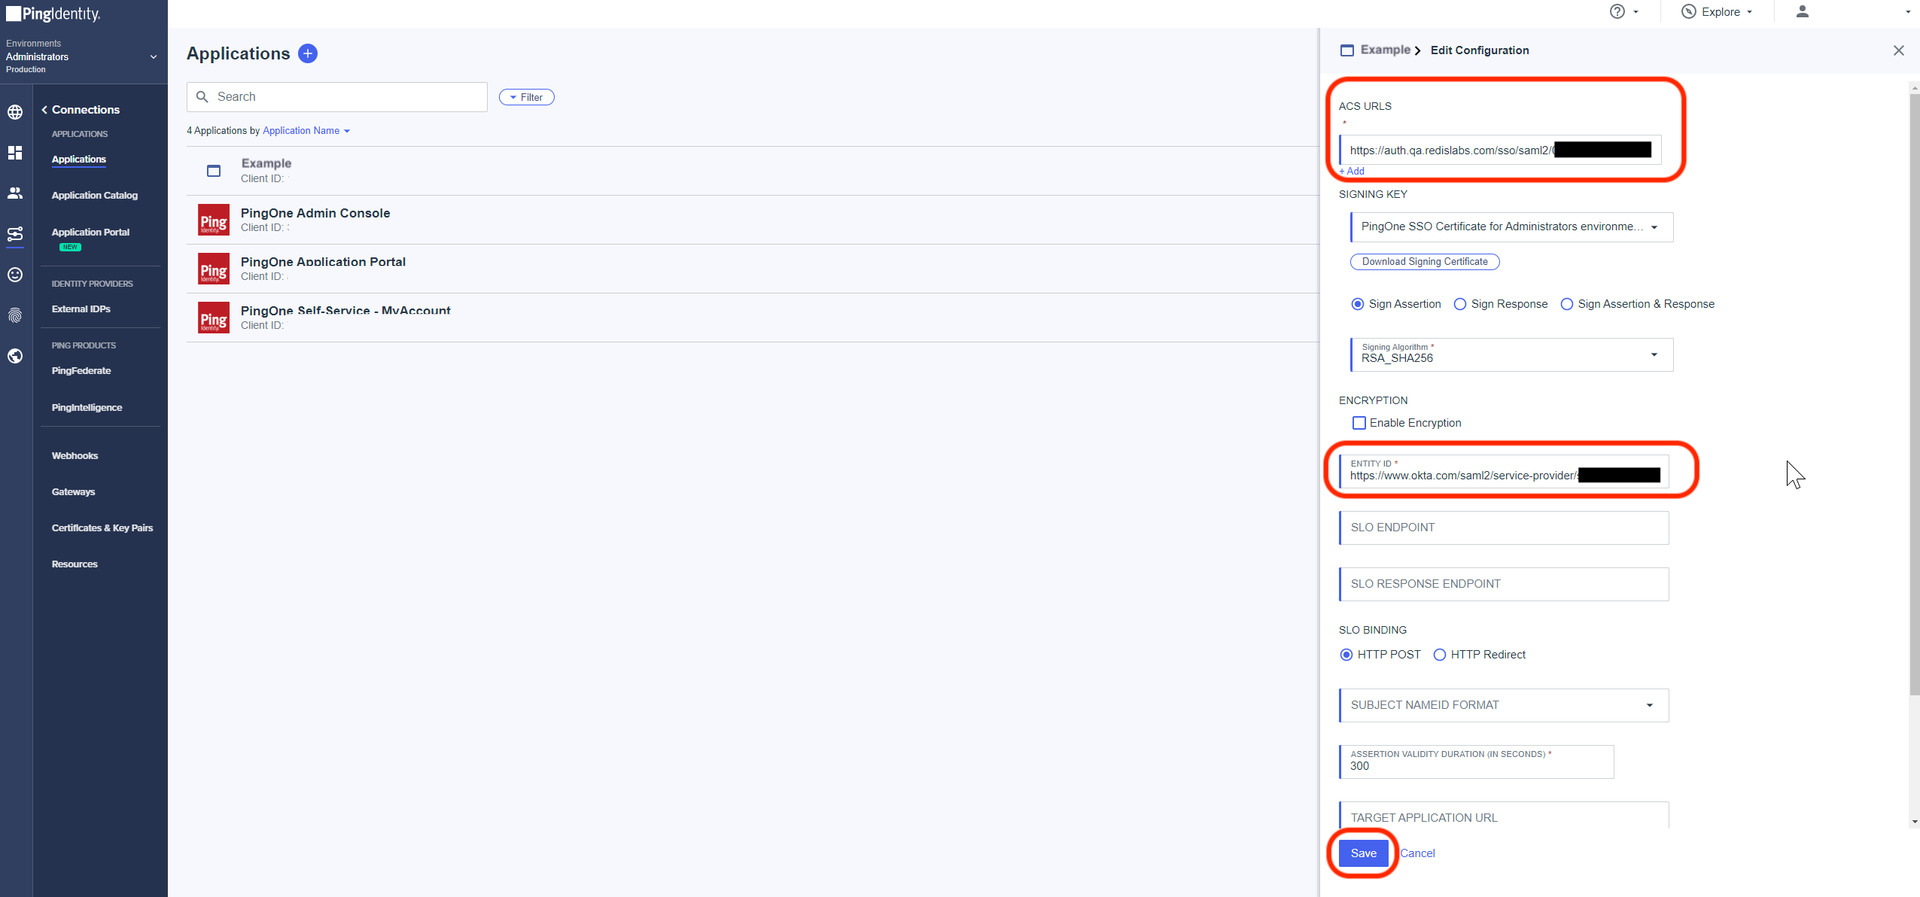 PingIdentity.
Explore
Environments
Administrators
Production
Connections
APPLICATIONS
Applications
Application Catalog
Application Portal
NEW
IDENTITY PROVIDERS
External IDPs
PING PRODUCTS
PingFederate
PingIntelligence
Webhooks
Gateways
Certificates & Key Pairs
Resources
Applications
Search
Filter
4 Applications by Application Name
Example
Client ID:
Ping
Identity
PingOne Admin Console
Client ID:
Ping
Identity
PingOne Application Portal
Client ID:
Ping
Identity
PingOne Self-Service - MyAccount
Client ID:
Example > Edit Configuration
ACS URLS
*
https://auth.qa.redislabs.com/sso/saml2/
+ Add
SIGNING KEY
PingOne SSO Certificate for Administrators environme...
Download Signing Certificate
Sign Assertion Sign Response Sign Assertion & Response
Signing Algorithm *
RSA_SHA256
ENCRYPTION
Enable Encryption
ENTITY ID *
https://www.okta.com/saml2/service-provider/
SLO ENDPOINT
SLO RESPONSE ENDPOINT
SLO BINDING
HTTP POST HTTP Redirect
SUBJECT NAMEID FORMAT
ASSERTION VALIDITY DURATION (IN SECONDS) *
300
TARGET APPLICATION URL
Save Cancel